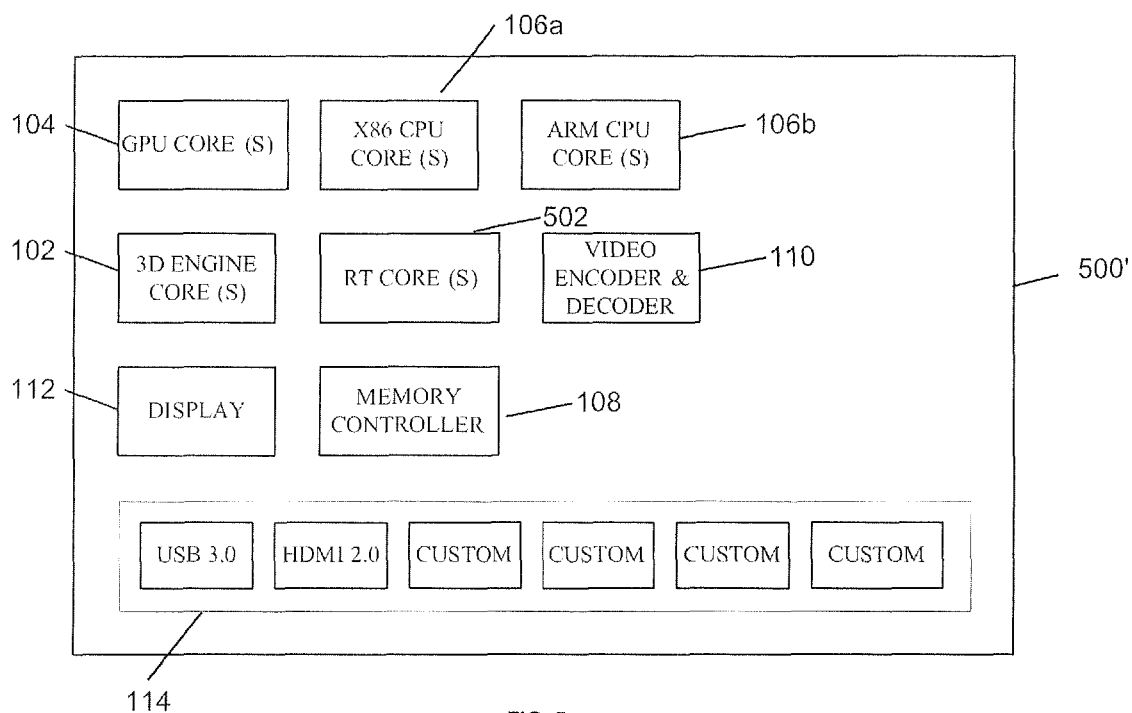 106a
104
GPU CORE (S)
X86 CPU
CORE (S)
ARM CPU
CORE (S)
106b
502
102
3D ENGINE
CORE (S)
RT CORE (S)
VIDEO
ENCODER &
DECODER
110
500'
112
DISPLAY
MEMORY
CONTROLLER
108
USB 3.0
HDMI 2.0
CUSTOM
CUSTOM
CUSTOM
CUSTOM
114